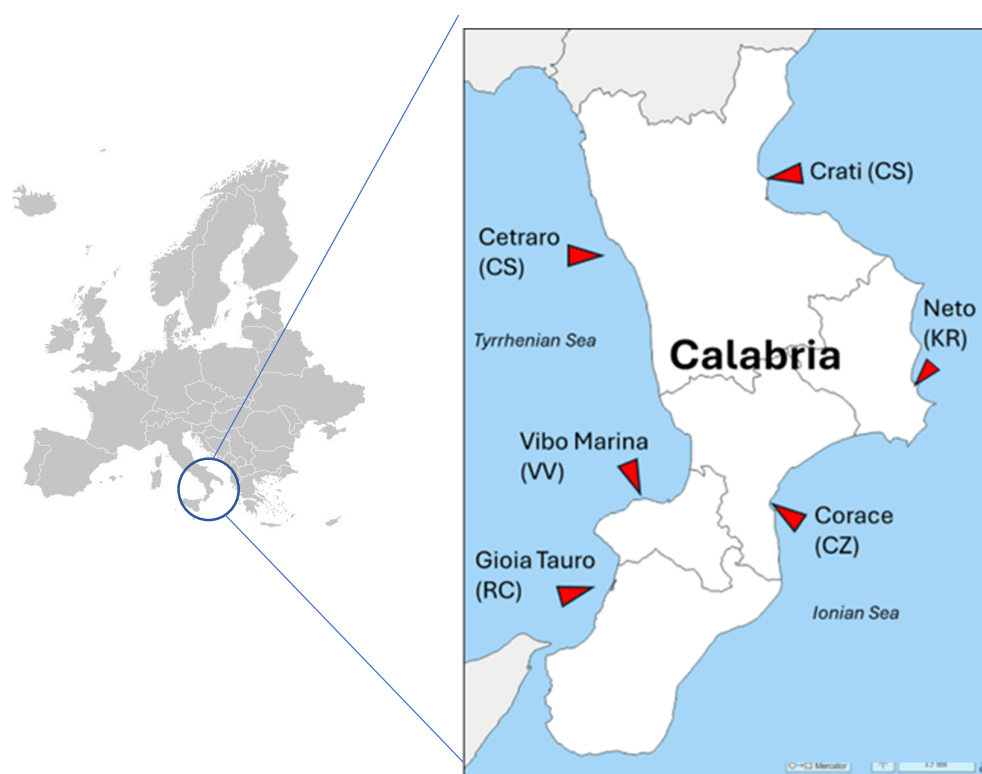 Crati (CS)
Cetraro
(CS)
Neto
(KR)
Tyrrhenian Sea
Calabria
Vibo Marina
(VV)
Corace
(CZ)
Gioia Tauro
(RC)
Ionian Sea
Mercator